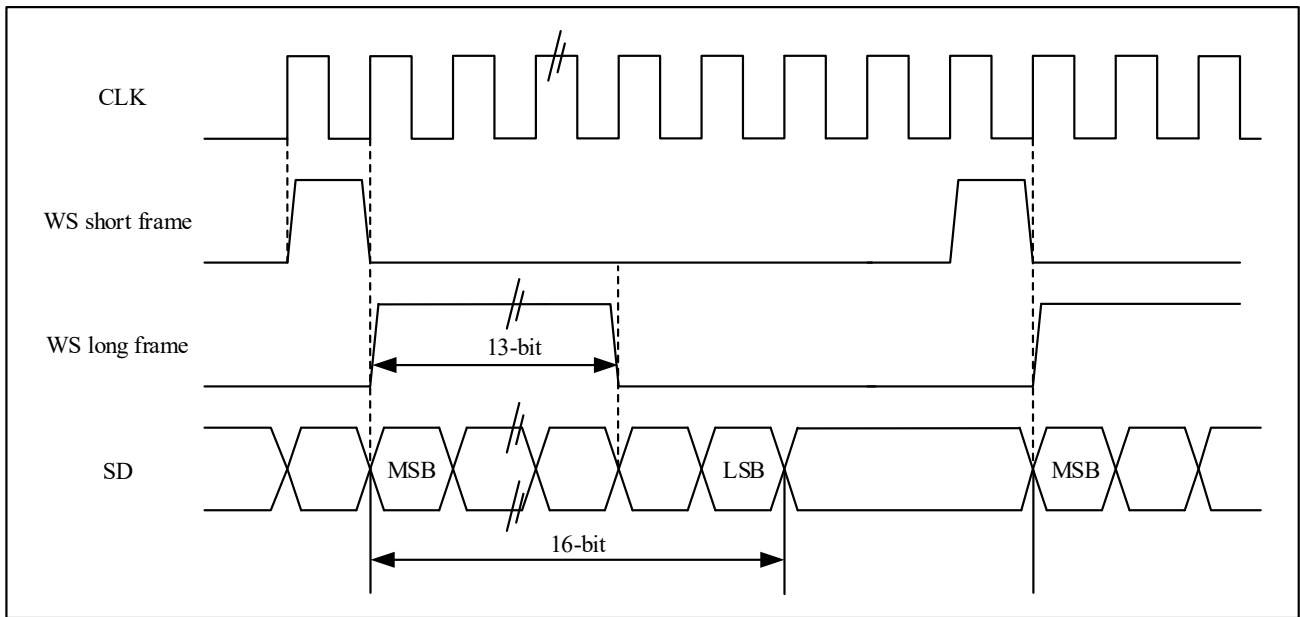 CLK
WS short frame
WS long frame
13-bit
SD
MSB
LSB
MSB
16-bit